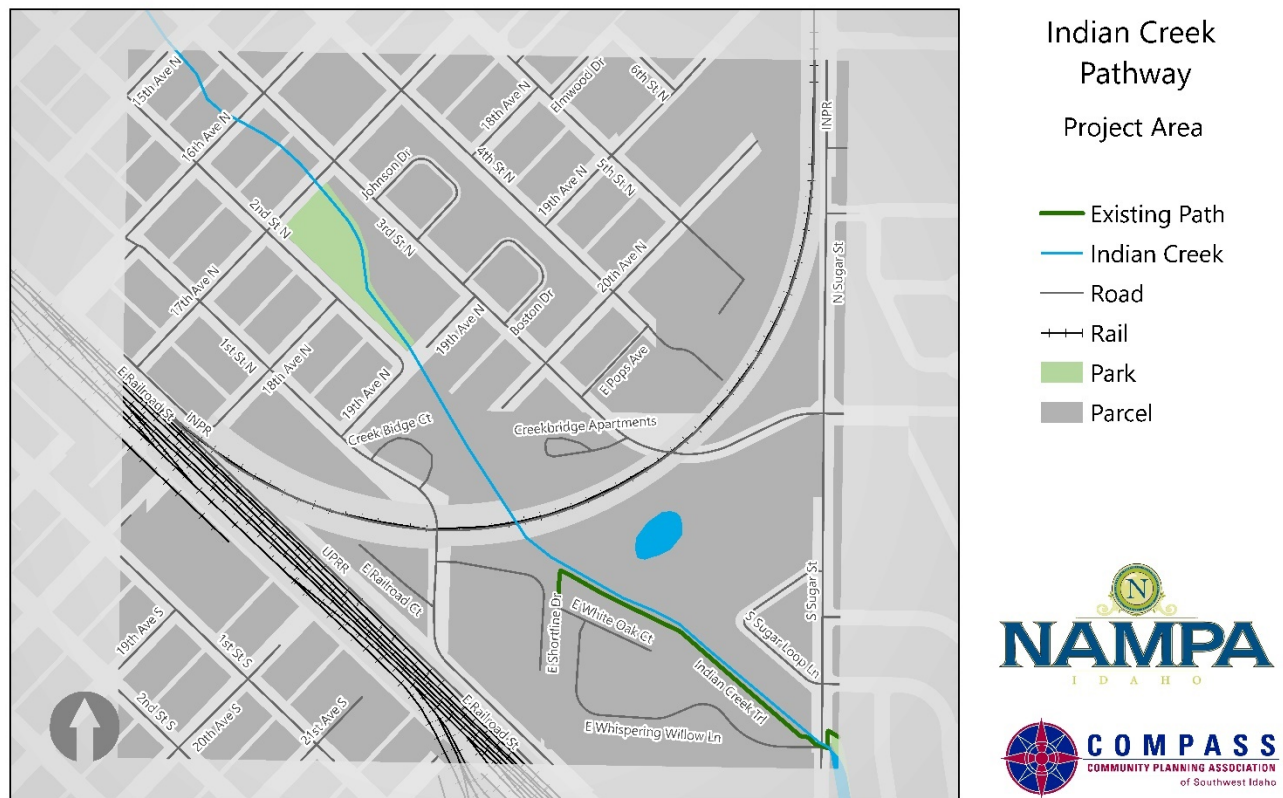 Indian Creek
Pathway
Project Area
Existing Path
Indian Creek
Road
Rail
Park
Parcel
N
NAMPA
IDAHO
COMPASS
COMMUNITY PLANNING ASSOCIATION
of Southwest Idaho
15th Ave N
16th Ave N
18th Ave N
Elmwood Dr
6th St N
INPR
Johnson Dr
4th St N
5th St N
19th Ave N
2nd St N
3rd St N
17th Ave N
20th Ave N
N Sugar St
1st St N
18th Ave N
19th Ave N
Boston Dr
19th Ave N
E Pops Ave
E Railroad St
INPR
Creek Bidge Ct
Creekbridge Apartments
UPRR
E Railroad Ct
E Shortline Dr
E White Oak Ct
S Sugar St
S Sugar Loop Ln
Indian Creek Trl
19th Ave S
1st St S
2nd St S
20th Ave S
21st Ave S
E Railroad St
E Whispering Willow Ln